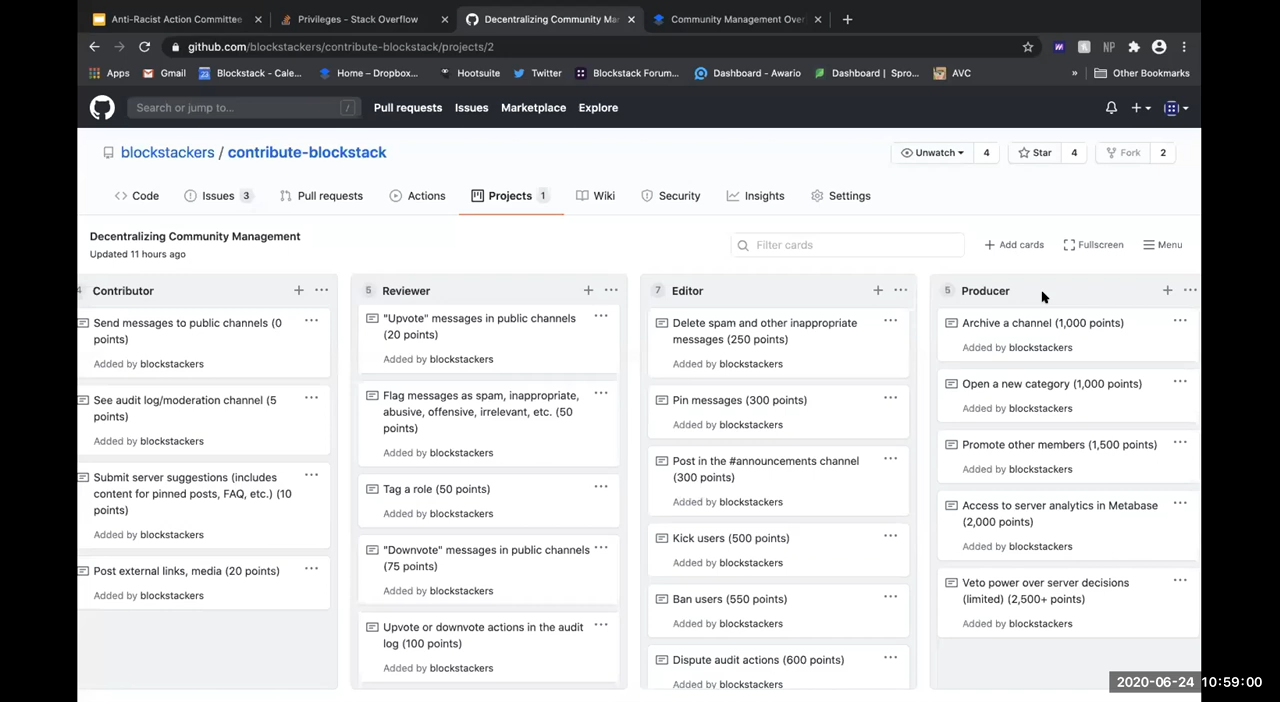 Anti-Racist Action Committee
Privileges - Stack Overflow
Decentralizing Community Ma
Community Management Over
github.com/blockstackers/contribute-blockstack/projects/2
NP
Apps
Gmail
Blockstack - Cale...
Home – Dropbox...
Hootsuite
Twitter
Blockstack Forum...
Dashboard - Awario
Dashboard | Spro...
AVC
»
Other Bookmarks
Search or jump to...
/
Pull requests
Issues
Marketplace
Explore
blockstackers / contribute-blockstack
Unwatch
4
Star
4
Fork
2
Code
Issues 3
Pull requests
Actions
Projects 1
Wiki
Security
Insights
Settings
Decentralizing Community Management
Updated 11 hours ago
Filter cards
Add cards
Fullscreen
Menu
4 Contributor
Send messages to public channels (0
points)
Added by blockstackers
See audit log/moderation channel (5
points)
Added by blockstackers
Submit server suggestions (includes
content for pinned posts, FAQ, etc.) (10
points)
Added by blockstackers
Post external links, media (20 points)
Added by blockstackers
5 Reviewer
"Upvote" messages in public channels
(20 points)
Added by blockstackers
Flag messages as spam, inappropriate,
abusive, offensive, irrelevant, etc. (50
points)
Added by blockstackers
Tag a role (50 points)
Added by blockstackers
"Downvote" messages in public channels
(75 points)
Added by blockstackers
Upvote or downvote actions in the audit
log (100 points)
Added by blockstackers
7 Editor
Delete spam and other inappropriate
messages (250 points)
Added by blockstackers
Pin messages (300 points)
Added by blockstackers
Post in the #announcements channel
(300 points)
Added by blockstackers
Kick users (500 points)
Added by blockstackers
Ban users (550 points)
Added by blockstackers
Dispute audit actions (600 points)
Added by blockstackers
5 Producer
Archive a channel (1,000 points)
Added by blockstackers
Open a new category (1,000 points)
Added by blockstackers
Promote other members (1,500 points)
Added by blockstackers
Access to server analytics in Metabase
(2,000 points)
Added by blockstackers
Veto power over server decisions
(limited) (2,500+ points)
Added by blockstackers
2020-06-24 10:59:00